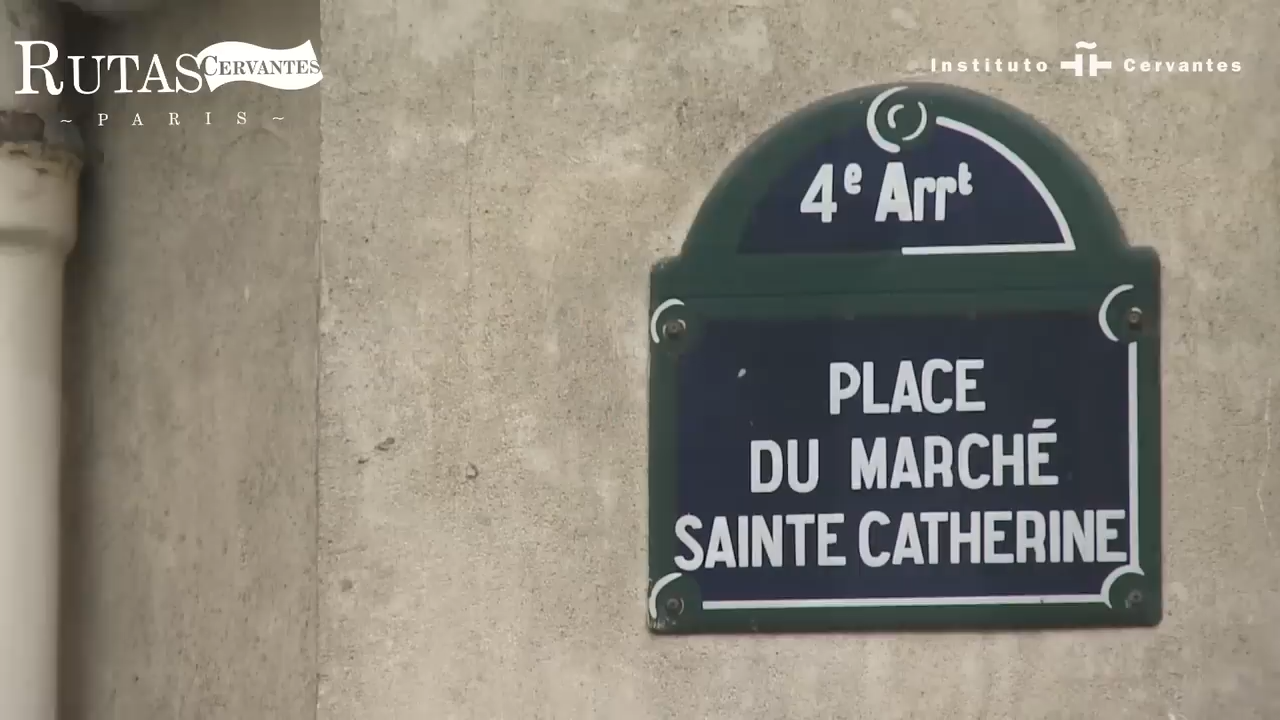 RUTAS CERVANTES
~ PARIS ~
Instituto Cervantes
4e Arrt
PLACE
DU MARCHÉ
SAINTE CATHERINE